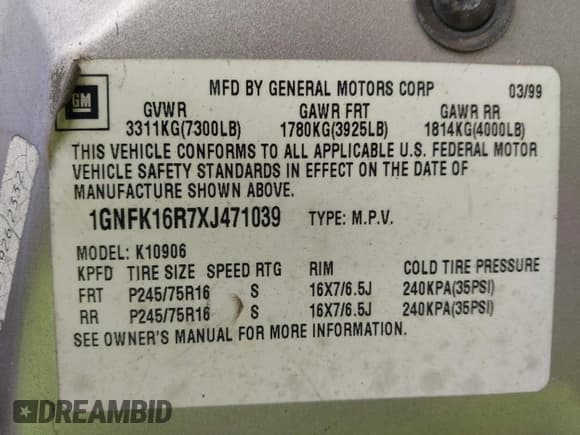 GM
MFD BY GENERAL MOTORS CORP 03/99
GVWR GAWR FRT GAWR RR
3311KG(7300LB) 1780KG(3925LB) 1814KG(4000LB)
THIS VEHICLE CONFORMS TO ALL APPLICABLE U.S. FEDERAL MOTOR
VEHICLE SAFETY STANDARDS IN EFFECT ON THE DATE OF
MANUFACTURE SHOWN ABOVE.
1GNFK16R7XJ471039 TYPE: M.P.V.
MODEL: K10906
KPFD TIRE SIZE SPEED RTG RIM COLD TIRE PRESSURE
FRT P245/75R16 S 16X7/6.5J 240KPA(35PSI)
RR P245/75R16 S 16X7/6.5J 240KPA(35PSI)
SEE OWNER'S MANUAL FOR MORE INFORMATION.
DREAMBID